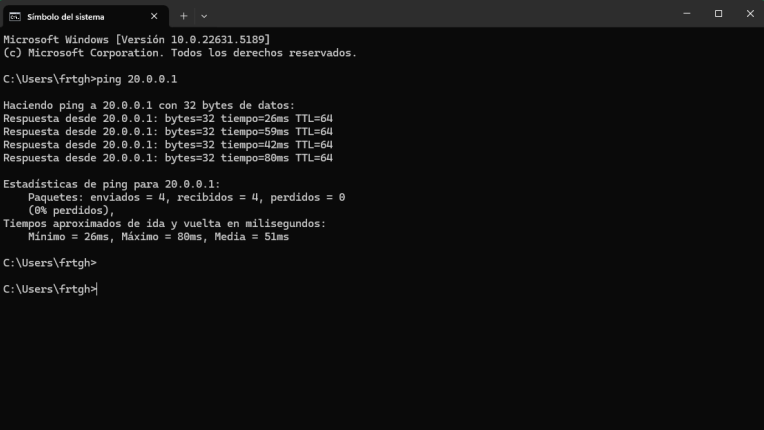 Símbolo del sistema
Microsoft Windows [Versión 10.0.22631.5189]
(c) Microsoft Corporation. Todos los derechos reservados.
C:\Users\frtgh>ping 20.0.0.1
Haciendo ping a 20.0.0.1 con 32 bytes de datos:
Respuesta desde 20.0.0.1: bytes=32 tiempo=26ms TTL=64
Respuesta desde 20.0.0.1: bytes=32 tiempo=59ms TTL=64
Respuesta desde 20.0.0.1: bytes=32 tiempo=42ms TTL=64
Respuesta desde 20.0.0.1: bytes=32 tiempo=80ms TTL=64
Estadísticas de ping para 20.0.0.1:
Paquetes: enviados = 4, recibidos = 4, perdidos = 0
(0% perdidos),
Tiempos aproximados de ida y vuelta en milisegundos:
Mínimo = 26ms, Máximo = 80ms, Media = 51ms
C:\Users\frtgh>
C:\Users\frtgh>